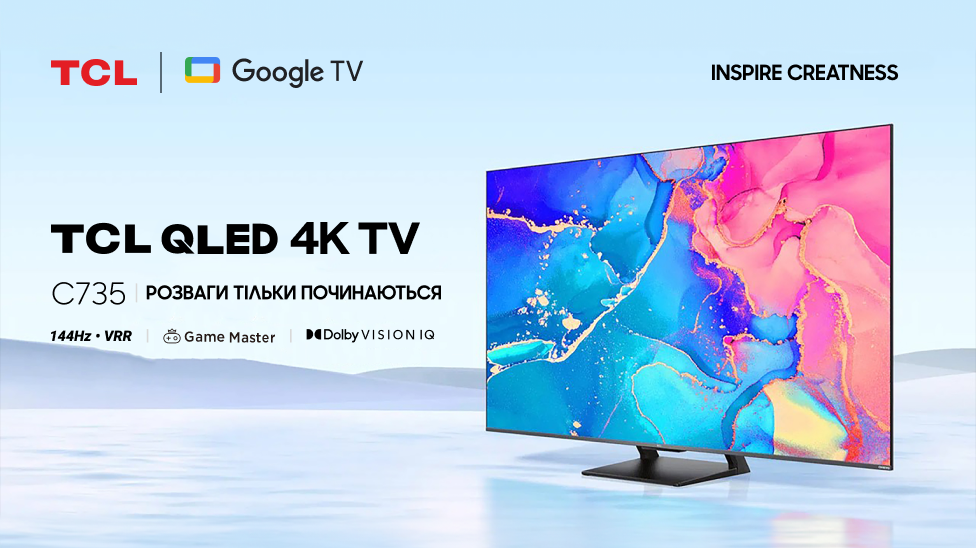 TCL | Google TV
INSPIRE CREATNESS
TCL QLED 4K TV
C735 | РОЗВАГИ ТІЛЬКИ ПОЧИНАЮТЬСЯ
144Hz • VRR | Game Master | Dolby VISION IQ